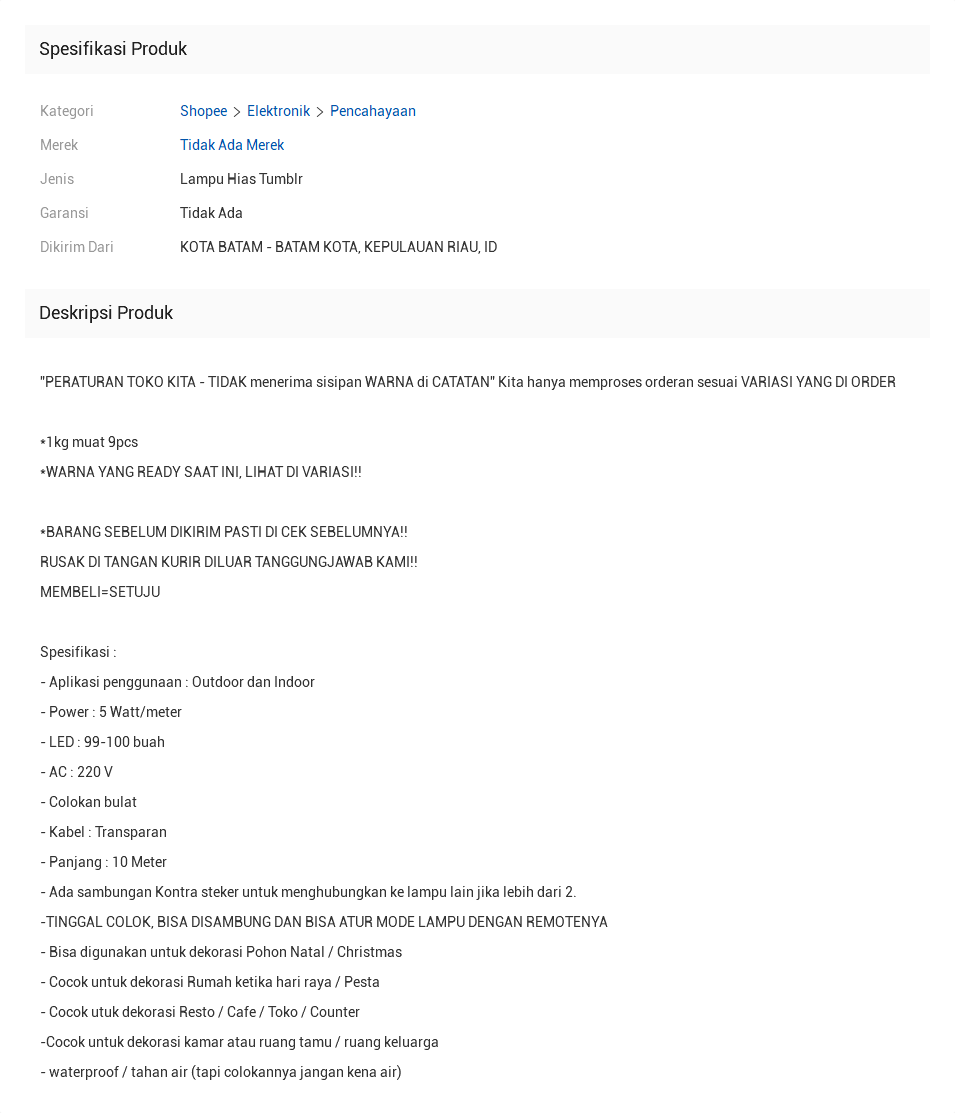 Spesifikasi Produk
Kategori Shopee > Elektronik > Pencahayaan
Merek Tidak Ada Merek
Jenis Lampu Hias Tumblr
Garansi Tidak Ada
Dikirim Dari KOTA BATAM - BATAM KOTA, KEPULAUAN RIAU, ID
Deskripsi Produk
"PERATURAN TOKO KITA - TIDAK menerima sisipan WARNA di CATATAN" Kita hanya memproses orderan sesuai VARIASI YANG DI ORDER
*1kg muat 9pcs
*WARNA YANG READY SAAT INI, LIHAT DI VARIASI!!
*BARANG SEBELUM DIKIRIM PASTI DI CEK SEBELUMNYA!!
RUSAK DI TANGAN KURIR DILUAR TANGGUNGJAWAB KAMI!!
MEMBELI=SETUJU
Spesifikasi :
- Aplikasi penggunaan : Outdoor dan Indoor
- Power : 5 Watt/meter
- LED : 99-100 buah
- AC : 220 V
- Colokan bulat
- Kabel : Transparan
- Panjang : 10 Meter
- Ada sambungan Kontra steker untuk menghubungkan ke lampu lain jika lebih dari 2.
-TINGGAL COLOK, BISA DISAMBUNG DAN BISA ATUR MODE LAMPU DENGAN REMOTENYA
- Bisa digunakan untuk dekorasi Pohon Natal / Christmas
- Cocok untuk dekorasi Rumah ketika hari raya / Pesta
- Cocok utuk dekorasi Resto / Cafe / Toko / Counter
-Cocok untuk dekorasi kamar atau ruang tamu / ruang keluarga
- waterproof / tahan air (tapi colokannya jangan kena air)